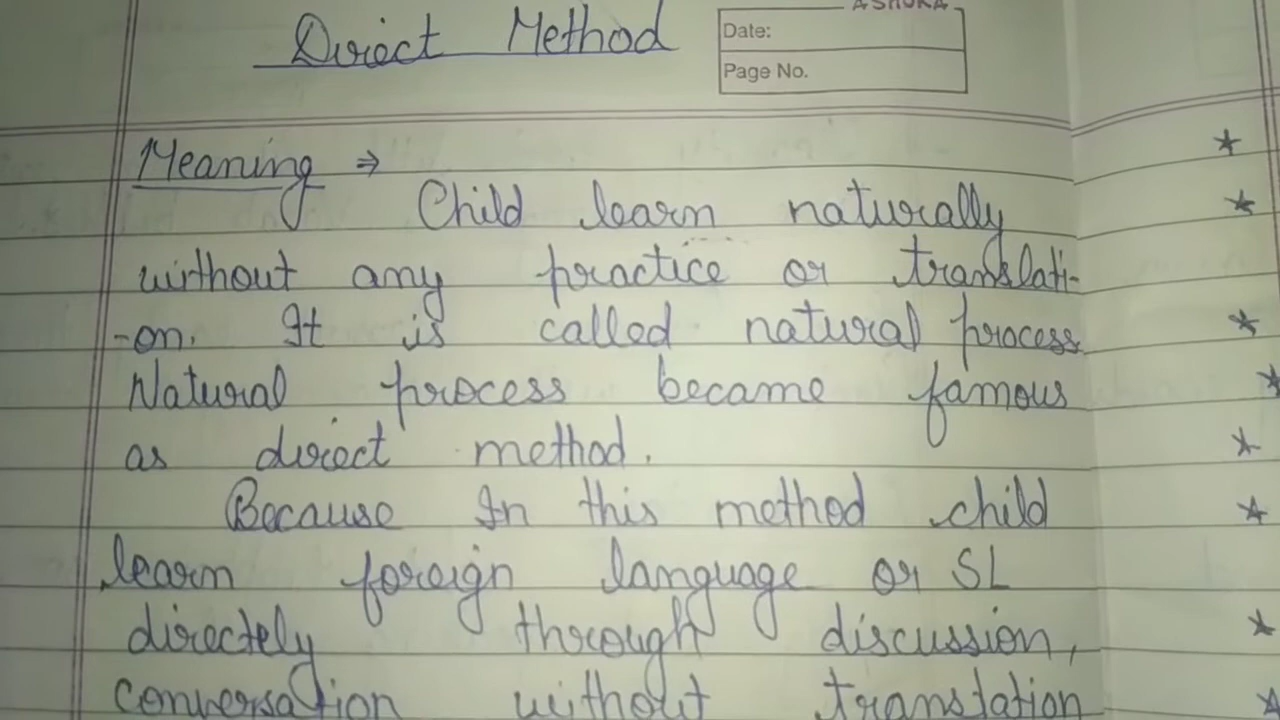 ASHOKA
Direct Method
Date:
Page No.
Meaning ⇒
Child learn naturally
without any practice or translati-
-on. It is called natural process.
Natural process became famous
as direct method.
Because In this method child
learn foreign language or SL
directely through discussion,
conversation without translation